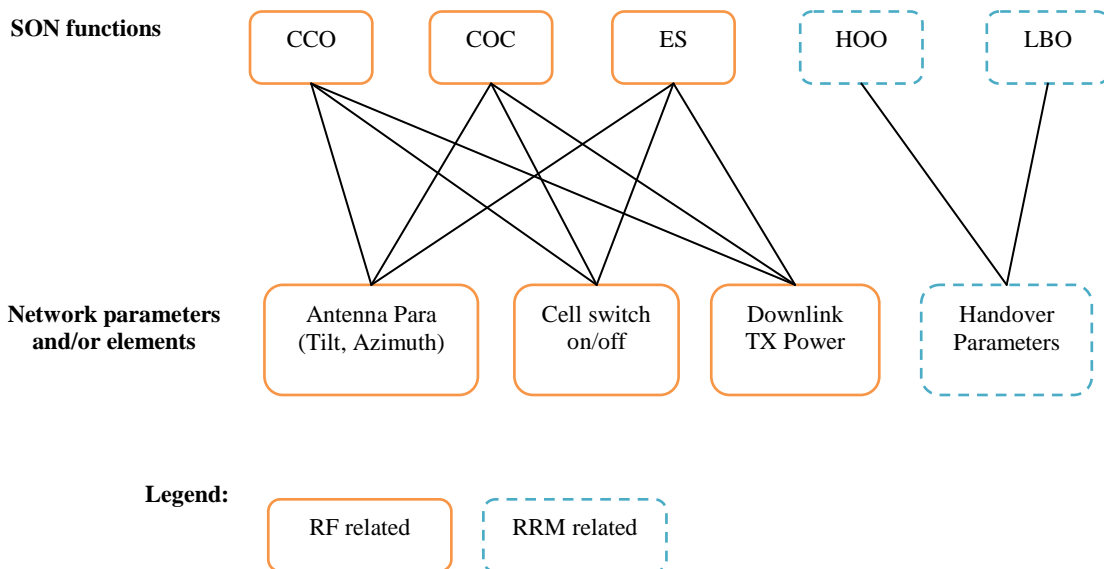 SON functions
CCO
COC
ES
HOO
LBO
Network parameters
and/or elements
Antenna Para
(Tilt, Azimuth)
Cell switch
on/off
Downlink
TX Power
Handover
Parameters
Legend:
RF related
RRM related